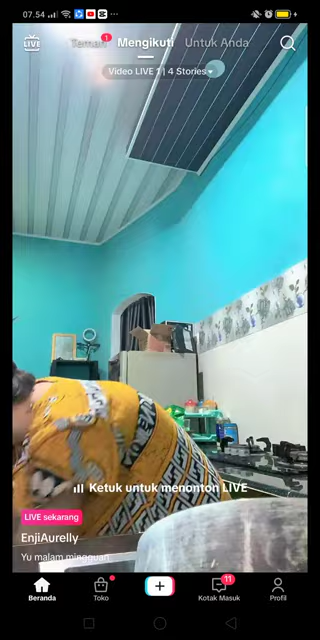 07.54
LIVE
Teman 1
Mengikuti
Untuk Anda
Video LIVE 1 | 4 Stories
Ketuk untuk menonton LIVE
LIVE sekarang
EnjiAurelly
Yu malam mingguan
Beranda
Toko
11
Kotak Masuk
Profil